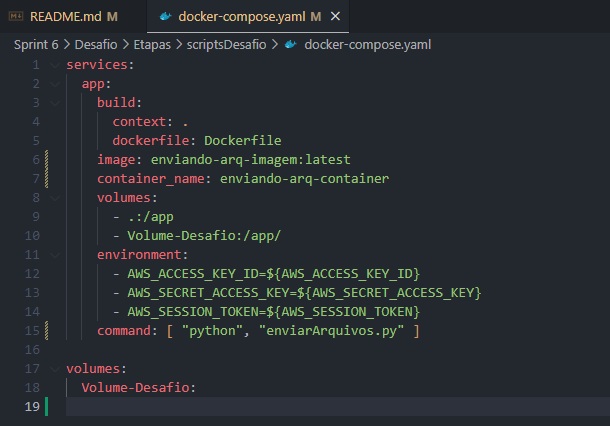 README.md M docker-compose.yaml M
Sprint 6 > Desafio > Etapas > scriptsDesafio > docker-compose.yaml
1 services:
2   app:
3     build:
4       context: .
5       dockerfile: Dockerfile
6     image: enviando-arq-imagem:latest
7     container_name: enviando-arq-container
8     volumes:
9       - .:/app
10       - Volume-Desafio:/app/
11     environment:
12       - AWS_ACCESS_KEY_ID=${AWS_ACCESS_KEY_ID}
13       - AWS_SECRET_ACCESS_KEY=${AWS_SECRET_ACCESS_KEY}
14       - AWS_SESSION_TOKEN=${AWS_SESSION_TOKEN}
15     command: [ "python", "enviarArquivos.py" ]
16
17 volumes:
18   Volume-Desafio:
19